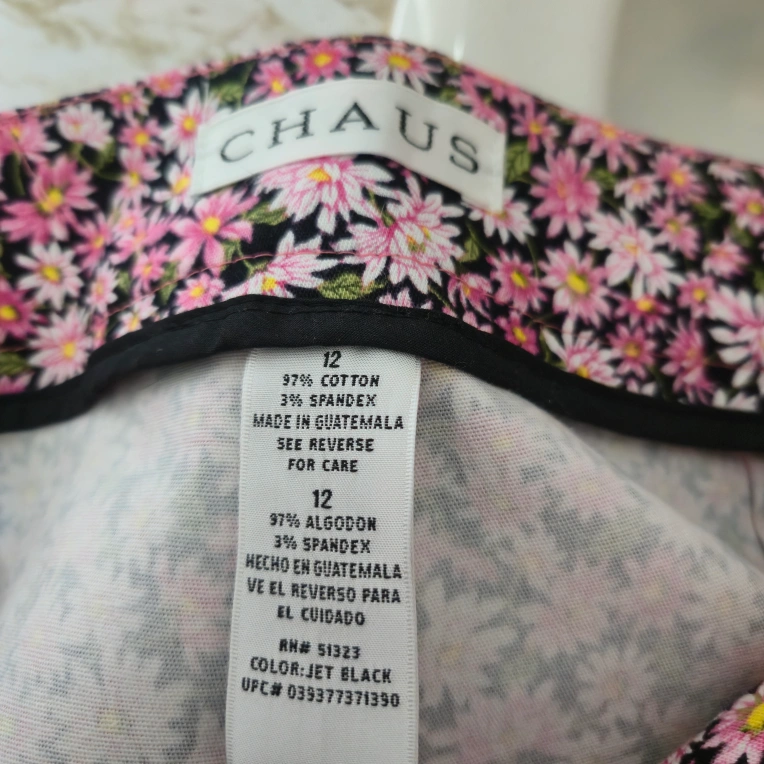 CHAUS
12
97% COTTON
3% SPANDEX
MADE IN GUATEMALA
SEE REVERSE
FOR CARE
12
97% ALGODON
3% SPANDEX
HECHO EN GUATEMALA
VE EL REVERSO PARA
EL CUIDADO
RN# 51323
COLOR:JET BLACK
UPC# 039377371390